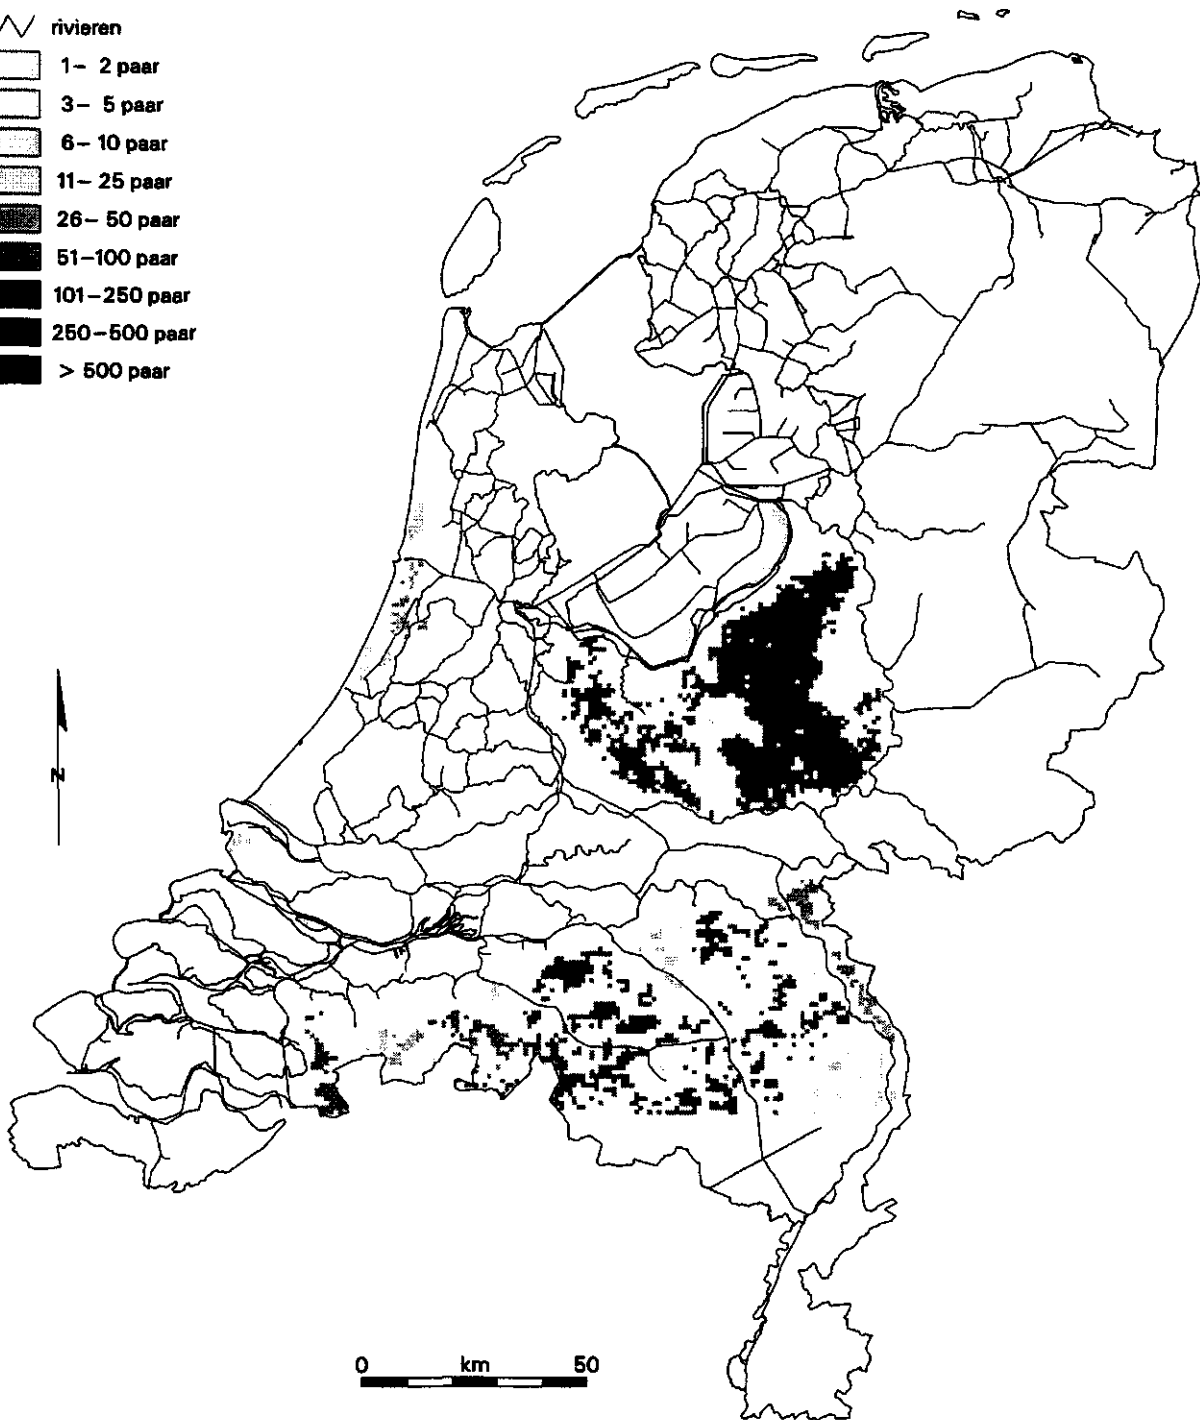 rivieren
1– 2 paar
3– 5 paar
6– 10 paar
11– 25 paar
26– 50 paar
51–100 paar
101–250 paar
250–500 paar
> 500 paar
N
0 km 50